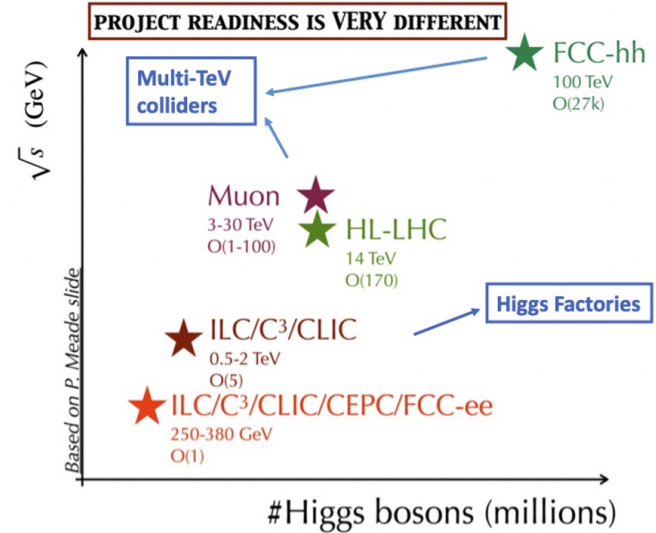 PROJECT READINESS IS VERY DIFFERENT
√s (GeV)
Multi-TeV
colliders
FCC-hh
100 TeV
O(27k)
Muon
3-30 TeV
O(1-100)
HL-LHC
14 TeV
O(170)
Higgs Factories
ILC/C³/CLIC
0.5-2 TeV
O(5)
ILC/C³/CLIC/CEPC/FCC-ee
250-380 GeV
O(1)
Based on P. Meade slide
#Higgs bosons (millions)